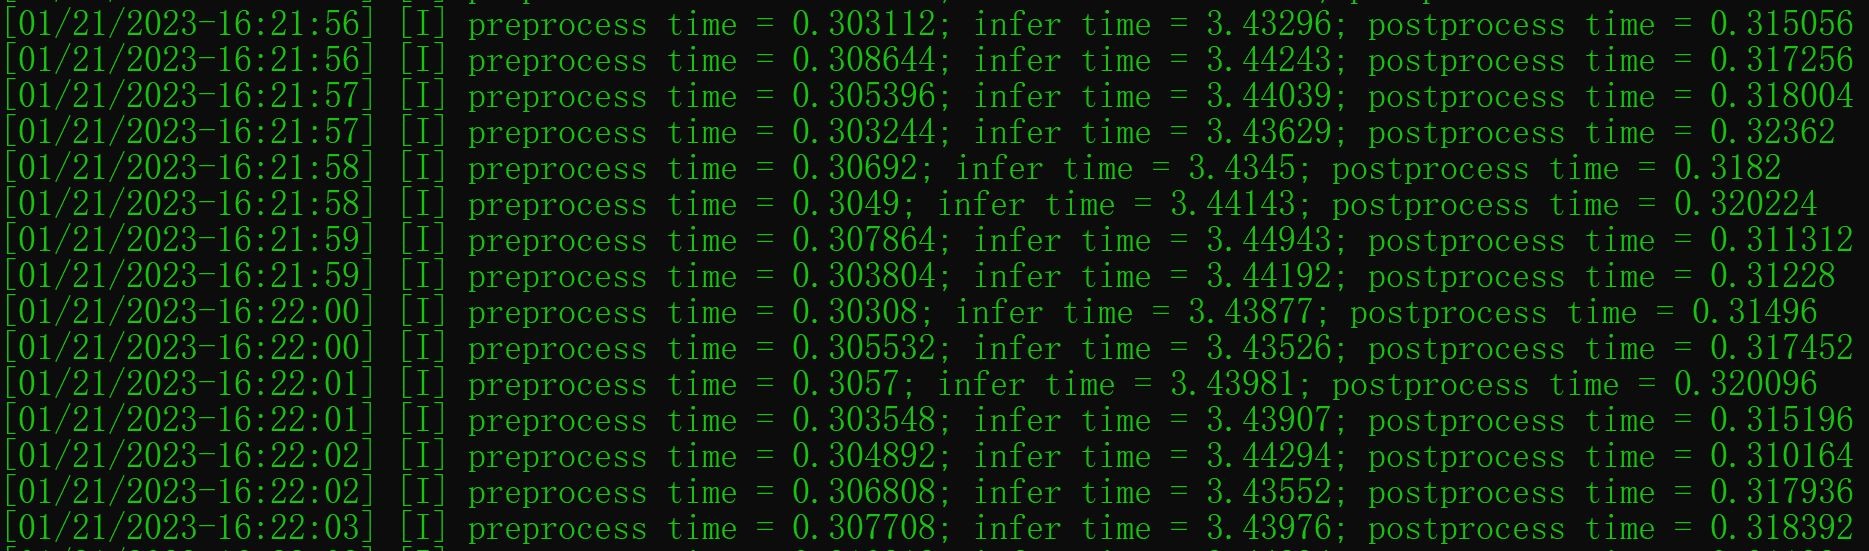 [01/21/2023-16:21:56] [I] preprocess time = 0.303112; infer time = 3.43296; postprocess time = 0.315056
[01/21/2023-16:21:56] [I] preprocess time = 0.308644; infer time = 3.44243; postprocess time = 0.317256
[01/21/2023-16:21:57] [I] preprocess time = 0.305396; infer time = 3.44039; postprocess time = 0.318004
[01/21/2023-16:21:57] [I] preprocess time = 0.303244; infer time = 3.43629; postprocess time = 0.32362
[01/21/2023-16:21:58] [I] preprocess time = 0.30692; infer time = 3.4345; postprocess time = 0.3182
[01/21/2023-16:21:58] [I] preprocess time = 0.3049; infer time = 3.44143; postprocess time = 0.320224
[01/21/2023-16:21:59] [I] preprocess time = 0.307864; infer time = 3.44943; postprocess time = 0.311312
[01/21/2023-16:21:59] [I] preprocess time = 0.303804; infer time = 3.44192; postprocess time = 0.31228
[01/21/2023-16:22:00] [I] preprocess time = 0.30308; infer time = 3.43877; postprocess time = 0.31496
[01/21/2023-16:22:00] [I] preprocess time = 0.305532; infer time = 3.43526; postprocess time = 0.317452
[01/21/2023-16:22:01] [I] preprocess time = 0.3057; infer time = 3.43981; postprocess time = 0.320096
[01/21/2023-16:22:01] [I] preprocess time = 0.303548; infer time = 3.43907; postprocess time = 0.315196
[01/21/2023-16:22:02] [I] preprocess time = 0.304892; infer time = 3.44294; postprocess time = 0.310164
[01/21/2023-16:22:02] [I] preprocess time = 0.306808; infer time = 3.43552; postprocess time = 0.317936
[01/21/2023-16:22:03] [I] preprocess time = 0.307708; infer time = 3.43976; postprocess time = 0.318392